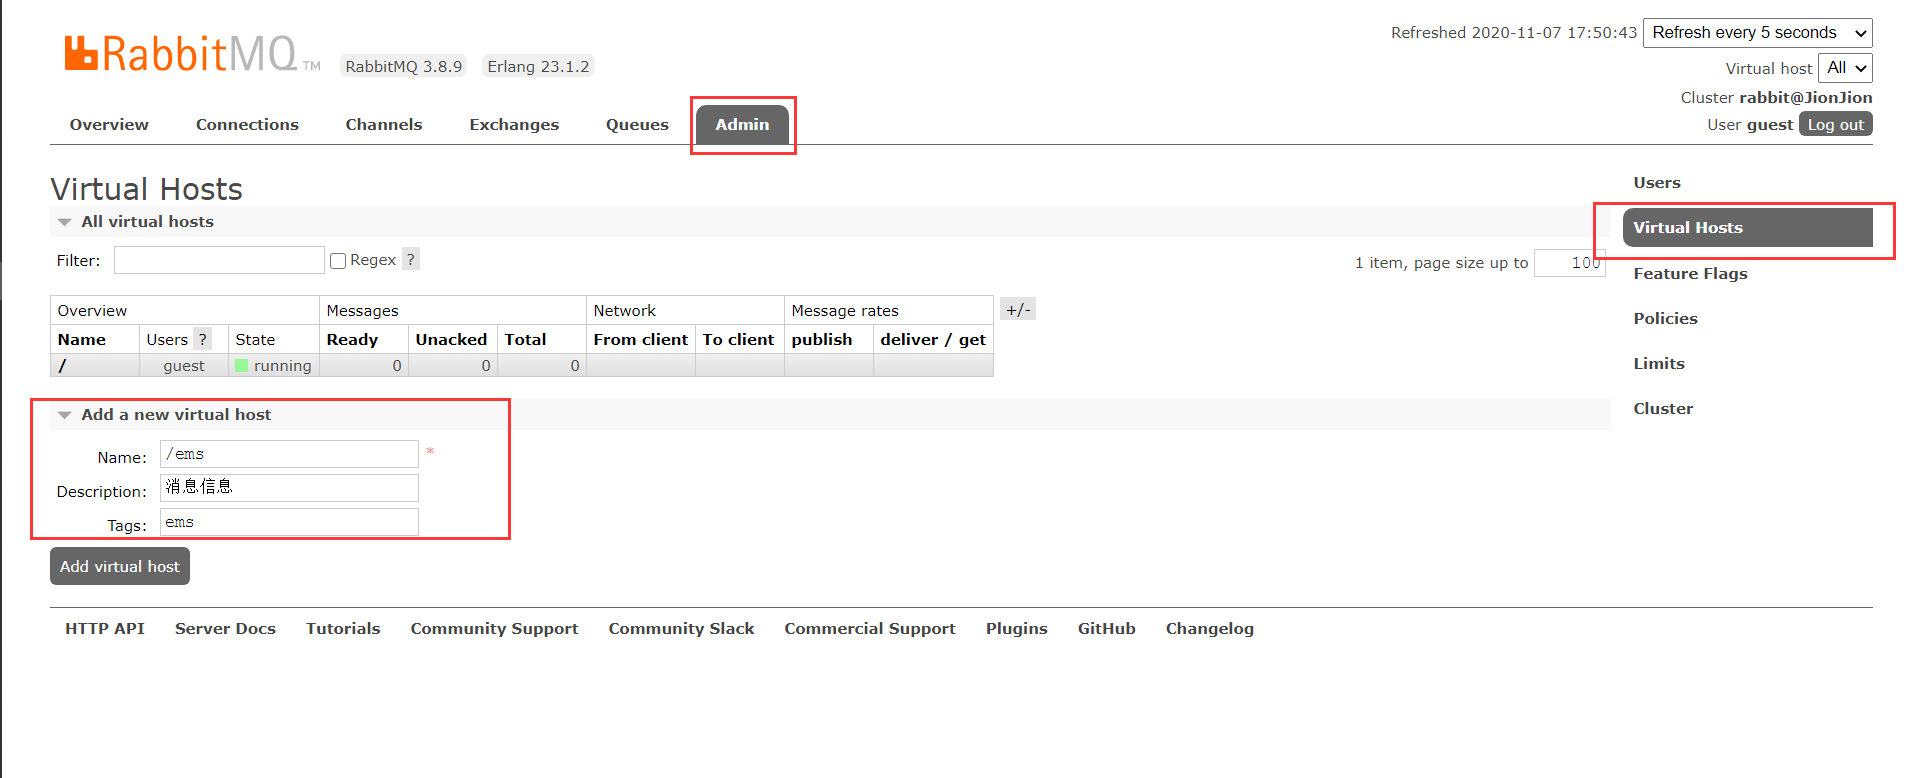 Refreshed 2020-11-07 17:50:43 Refresh every 5 seconds
RabbitMQ TM RabbitMQ 3.8.9 Erlang 23.1.2
Virtual host All
Cluster rabbit@JionJion
User guest Log out
Overview Connections Channels Exchanges Queues Admin
Virtual Hosts
All virtual hosts
Filter: Regex ? 1 item, page size up to 100
Overview Messages Network Message rates +/-
Name Users ? State Ready Unacked Total From client To client publish deliver / get
/ guest running 0 0 0
Add a new virtual host
Name: /ems *
Description: 消息信息
Tags: ems
Add virtual host
Users
Virtual Hosts
Feature Flags
Policies
Limits
Cluster
HTTP API Server Docs Tutorials Community Support Community Slack Commercial Support Plugins GitHub Changelog